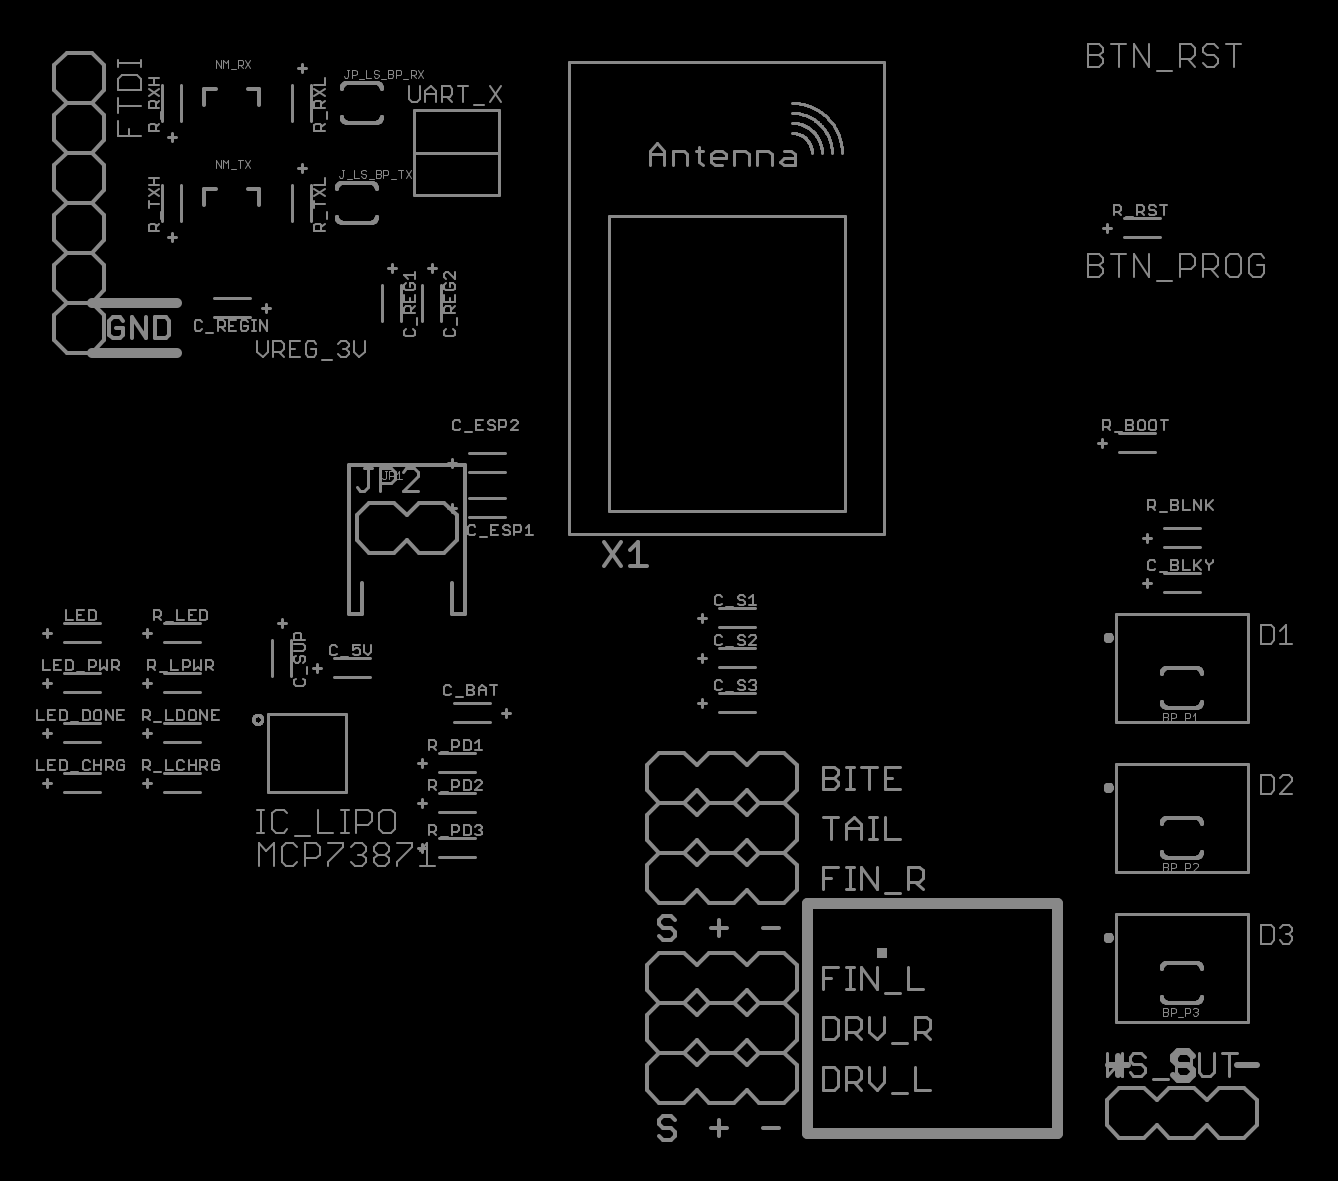 BTN_RST
FTDI
NM_RX
JP_LS_BP_RX
UART_X
R_RXH
R_RXL
Antenna
NM_TX
J_LS_BP_TX
R_TXH
R_TXL
R_RST
BTN_PROG
C_REG1
C_REG2
GND
C_REGIN
VREG_3V
C_ESP2
R_BOOT
JP2
JP1
R_BLNK
C_ESP1
X1
C_BLKY
LED
R_LED
C_S1
D1
C_SUP
C_5V
C_S2
LED_PWR
R_LPWR
C_S3
C_BAT
LED_DONE
R_LDONE
BP_P1
R_PD1
LED_CHRG
R_LCHRG
BITE
R_PD2
D2
IC_LIPO
R_PD3
TAIL
MCP73871
BP_P2
FIN_R
S + -
D3
FIN_L
BP_P3
DRV_R
WS_OUT
+ S -
DRV_L
S + -